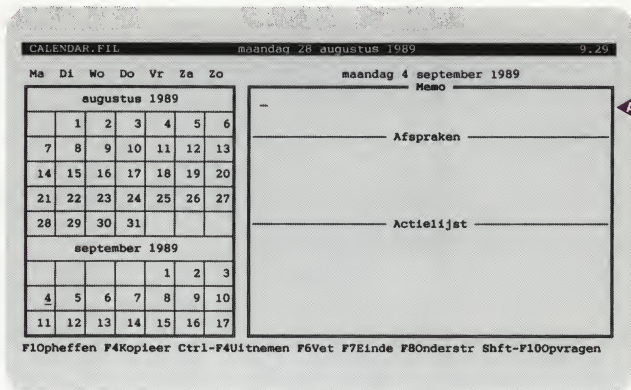 CALENDAR.FIL maandag 28 augustus 1989 9.29
Ma Di Wo Do Vr Za Zo
augustus 1989
1 2 3 4 5 6
7 8 9 10 11 12 13
14 15 16 17 18 19 20
21 22 23 24 25 26 27
28 29 30 31
september 1989
1 2 3
4 5 6 7 8 9 10
11 12 13 14 15 16 17
maandag 4 september 1989
Memo
Afspraken
Actielijst
F1Opheffen F4Kopieer Ctrl-F4Uitnemen F6Vet F7Einde F8Onderstr Shft-F10Opvragen